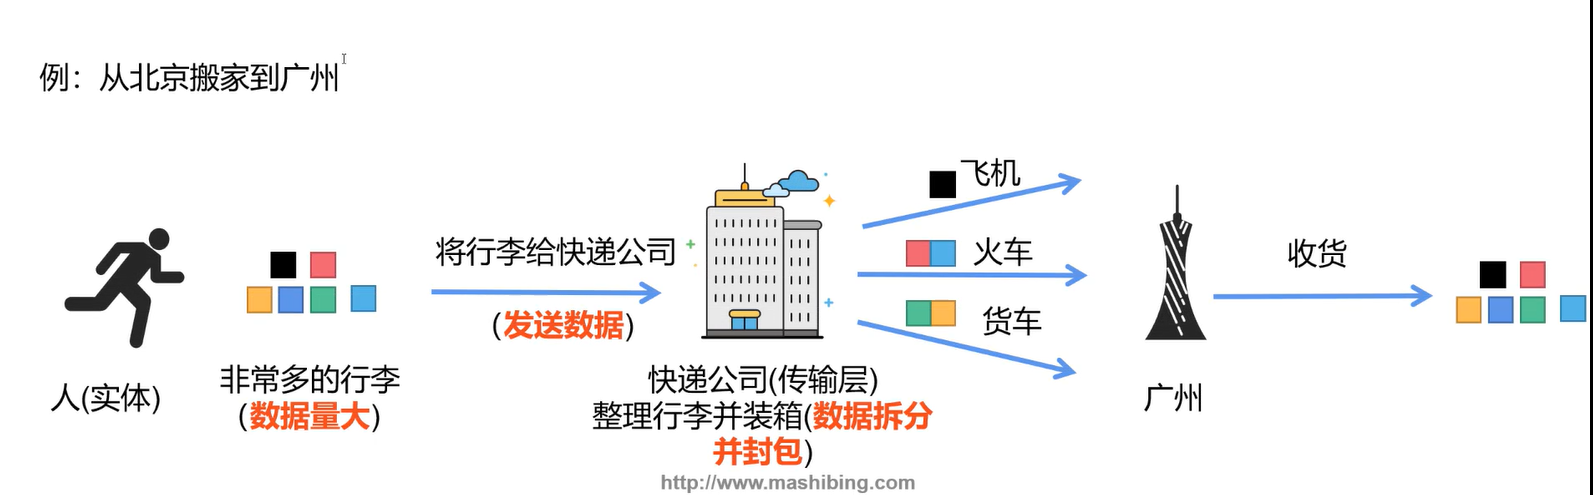 例：从北京搬家到广州
飞机
将行李给快递公司
火车
收货
(发送数据)
货车
人(实体)
非常多的行李
(数据量大)
快递公司(传输层)
整理行李并装箱(数据拆分
并封包)
广州
http://www.mashibing.com